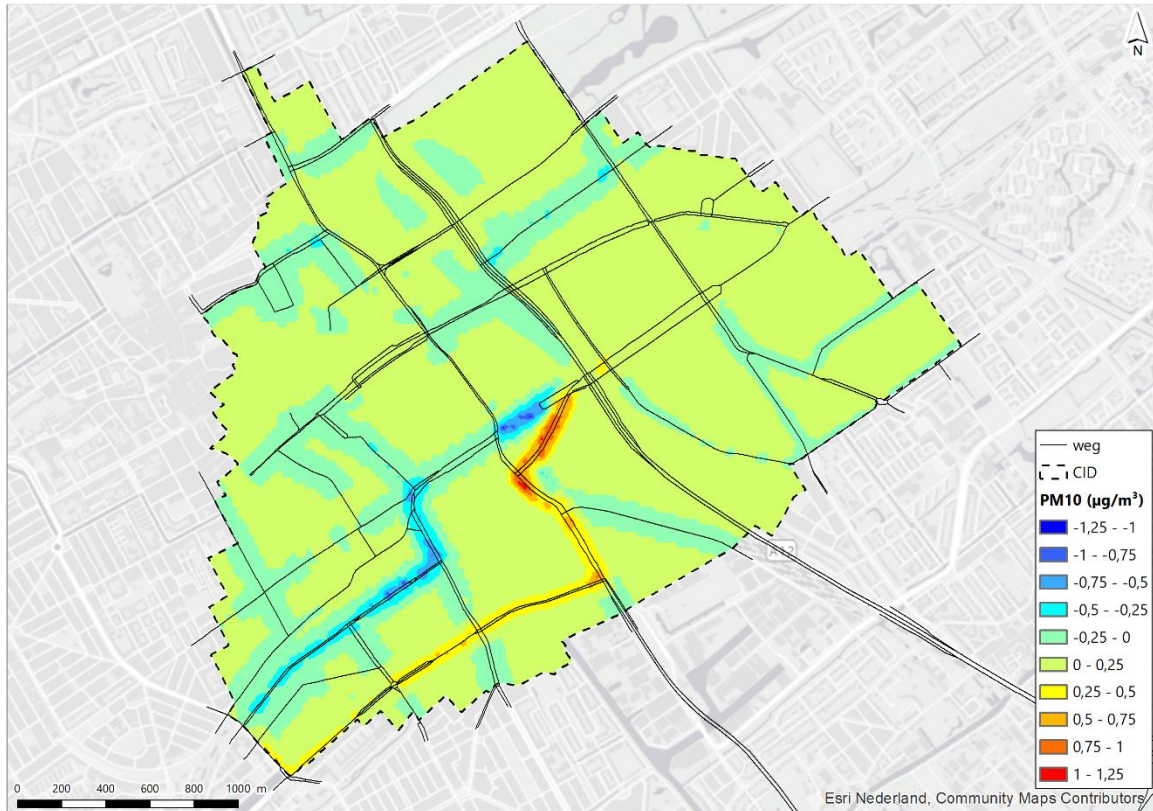 N
A12
weg
CID
PM10 (µg/m³)
-1,25 - -1
-1 - -0,75
-0,75 - -0,5
-0,5 - -0,25
-0,25 - 0
0 - 0,25
0,25 - 0,5
0,5 - 0,75
0,75 - 1
1 - 1,25
0 200 400 600 800 1000 m
Esri Nederland, Community Maps Contributors